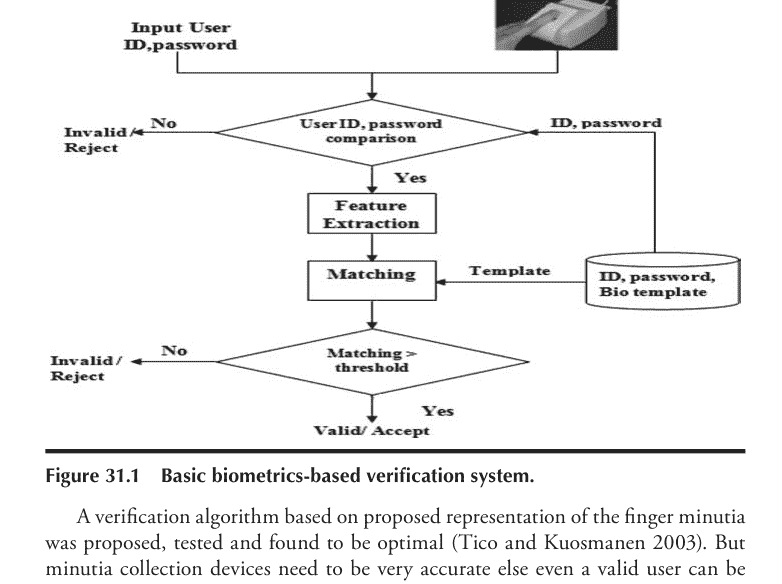 Input User
ID,password
User ID, password
comparison
ID, password
No
Invalid/
Reject
Yes
Feature
Extraction
Matching
Template
ID, password,
Bio template
Matching >
threshold
No
Invalid/
Reject
Yes
Valid/ Accept
Figure 31.1 Basic biometrics-based verification system.
A verification algorithm based on proposed representation of the finger minutia
was proposed, tested and found to be optimal (Tico and Kuosmanen 2003). But
minutia collection devices need to be very accurate else even a valid user can be